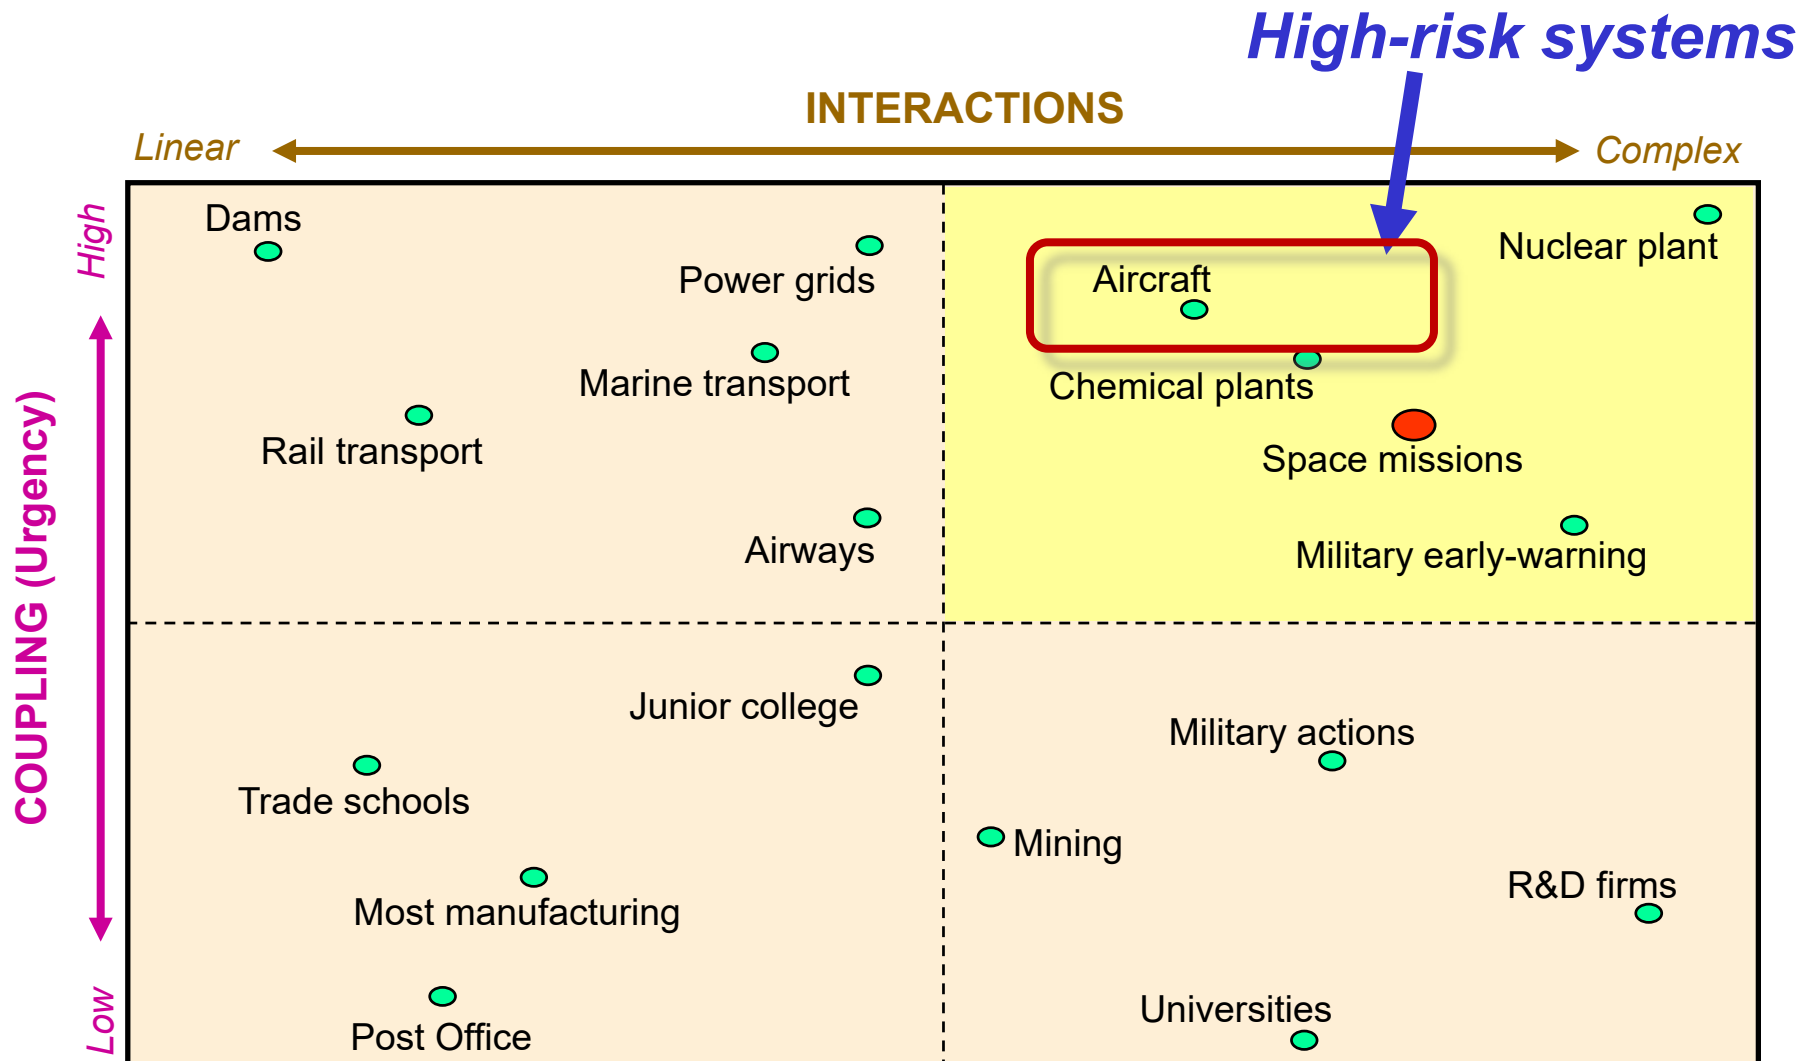 High-risk systems
INTERACTIONS
Linear
Complex
High
COUPLING (Urgency)
Low
Dams
Power grids
Marine transport
Rail transport
Airways
Aircraft
Nuclear plant
Chemical plants
Space missions
Military early-warning
Junior college
Trade schools
Most manufacturing
Post Office
Military actions
Mining
R&D firms
Universities